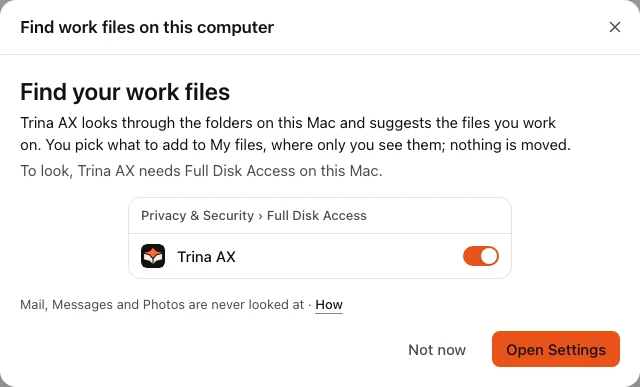 Find work files on this computer
Find your work files
Trina AX looks through the folders on this Mac and suggests the files you work
on. You pick what to add to My files, where only you see them; nothing is moved.
To look, Trina AX needs Full Disk Access on this Mac.
Privacy & Security › Full Disk Access
Trina AX
Mail, Messages and Photos are never looked at · How
Not now
Open Settings